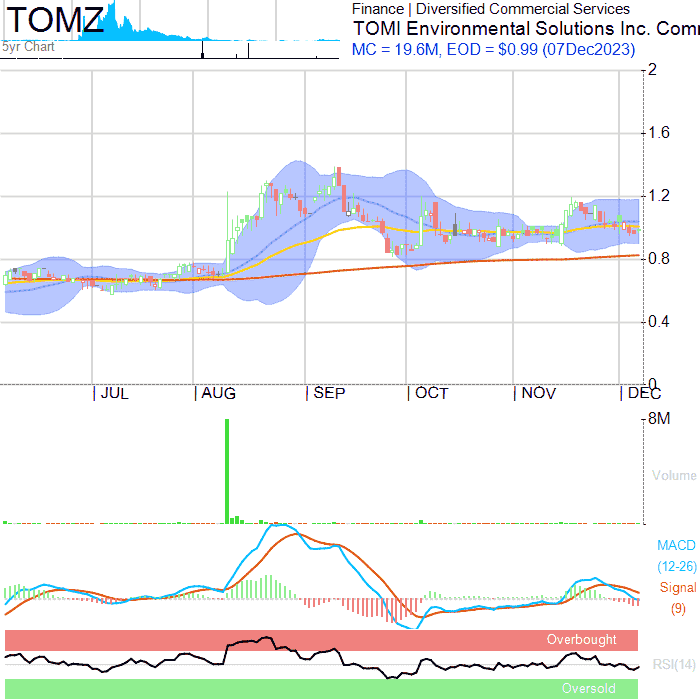 TOMZ
5yr Chart
Finance | Diversified Commercial Services
TOMI Environmental Solutions Inc. Comm
MC = 19.6M, EOD = $0.99 (07Dec2023)
2
1.6
1.2
0.8
0.4
0
JUL AUG SEP OCT NOV DEC
8M
Volume
MACD
(12-26)
Signal
(9)
Overbought
RSI(14)
Oversold